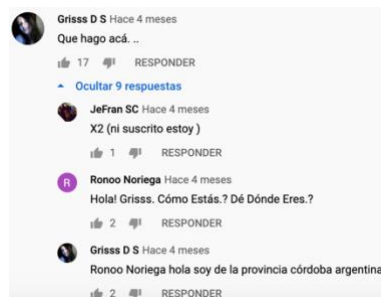 Grisss D S Hace 4 meses
Que hago acá. ..
17 RESPONDER
Ocultar 9 respuestas
JeFran SC Hace 4 meses
X2 (ni suscrito estoy )
1 RESPONDER
R
Ronoo Noriega Hace 4 meses
Hola! Grisss. Cómo Estás.? Dé Dónde Eres.?
2 RESPONDER
Grisss D S Hace 4 meses
Ronoo Noriega hola soy de la provincia córdoba argentina
2 RESPONDER